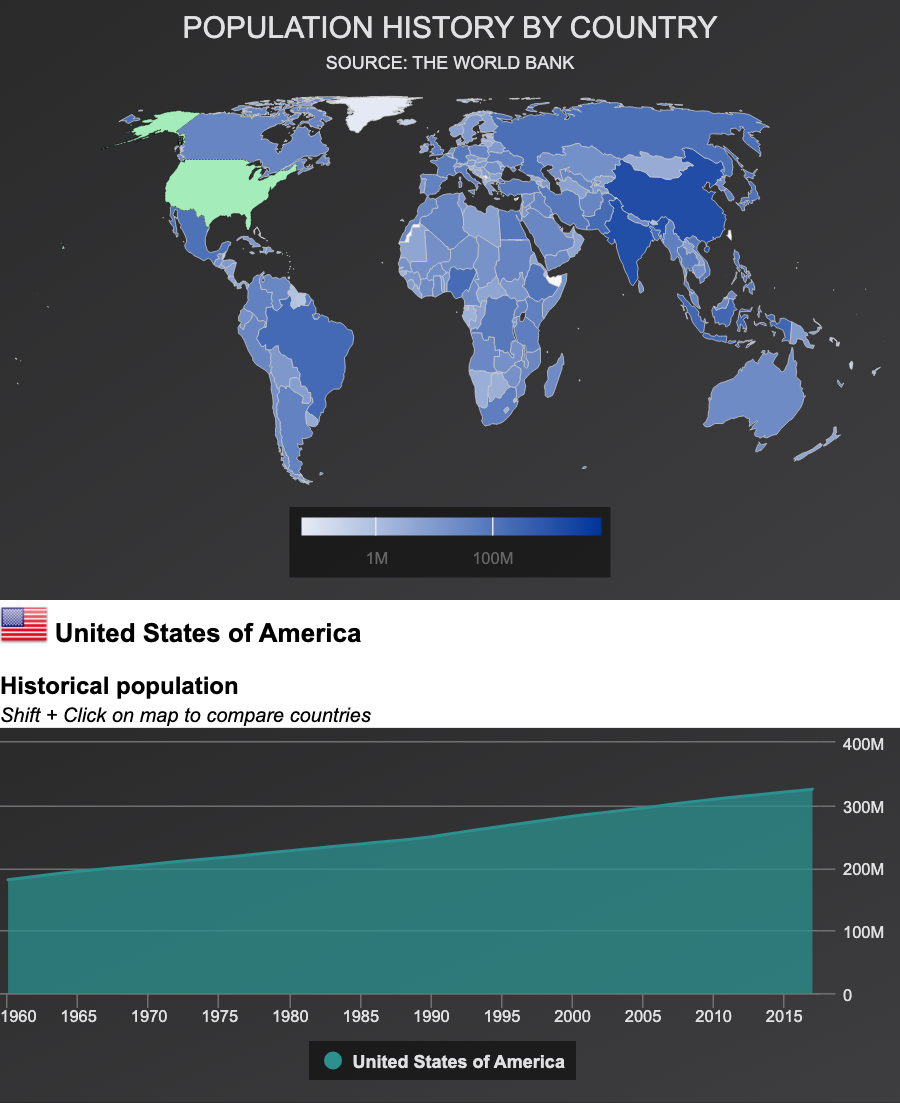 POPULATION HISTORY BY COUNTRY
SOURCE: THE WORLD BANK
1M 100M
United States of America
Historical population
Shift + Click on map to compare countries
400M
300M
200M
100M
0
1960 1965 1970 1975 1980 1985 1990 1995 2000 2005 2010 2015
United States of America